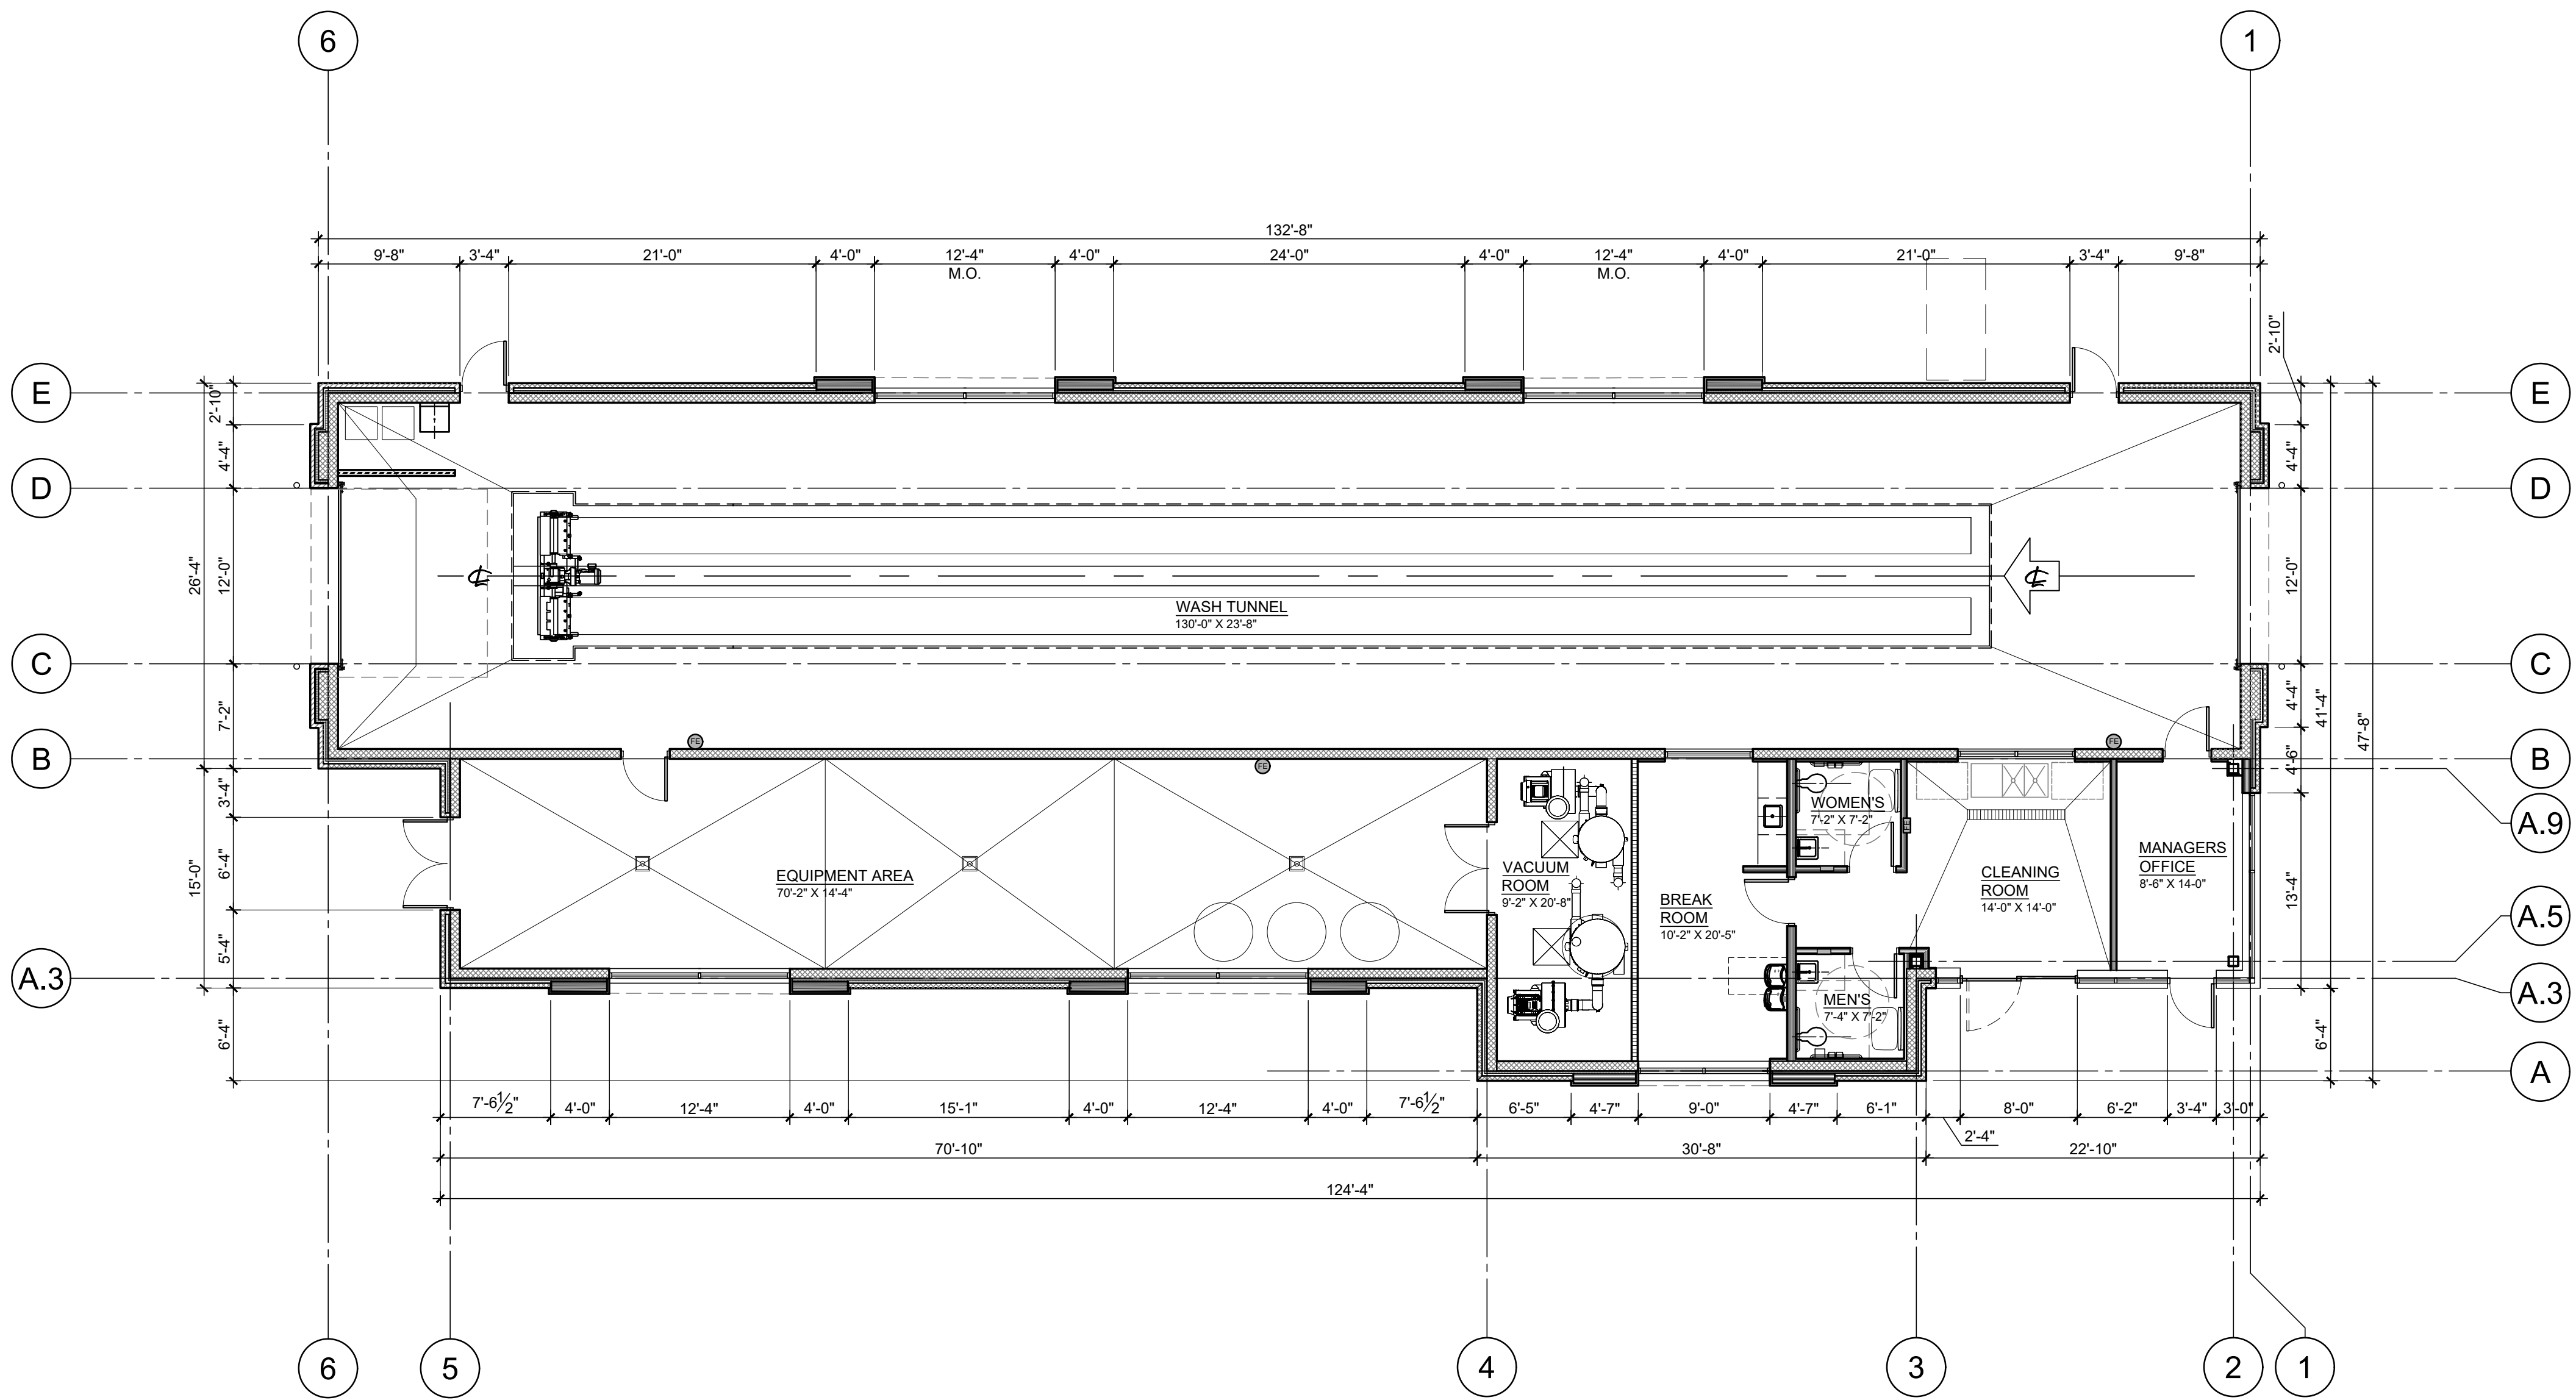 6
1
132'-8"
9'-8"
3'-4"
21'-0"
4'-0"
12'-4"
M.O.
4'-0"
24'-0"
4'-0"
12'-4"
M.O.
4'-0"
21'-0"
3'-4"
9'-8"
E
E
2'-10"
2'-10"
4'-4"
4'-4"
D
D
26'-4"
12'-0"
12'-0"
WASH TUNNEL
130'-0" X 23'-8"
C
C
7'-2"
4'-4"
41'-4"
47'-8"
4'-6"
B
B
FE
FE
FE
3'-4"
6'-4"
15'-0"
5'-4"
6'-4"
EQUIPMENT AREA
70'-2" X 14'-4"
VACUUM
ROOM
9'-2" X 20'-8"
BREAK
ROOM
10'-2" X 20'-5"
WOMEN'S
7'-2" X 7'-2"
MEN'S
7'-4" X 7'-2"
CLEANING
ROOM
14'-0" X 14'-0"
MANAGERS
OFFICE
8'-6" X 14'-0"
13'-4"
6'-4"
A.9
A.5
A.3
A.3
A
7'-6½"
4'-0"
12'-4"
4'-0"
15'-1"
4'-0"
12'-4"
4'-0"
7'-6½"
6'-5"
4'-7"
9'-0"
4'-7"
6'-1"
2'-4"
8'-0"
6'-2"
3'-4"
3'-0"
70'-10"
30'-8"
22'-10"
124'-4"
6
5
4
3
2
1